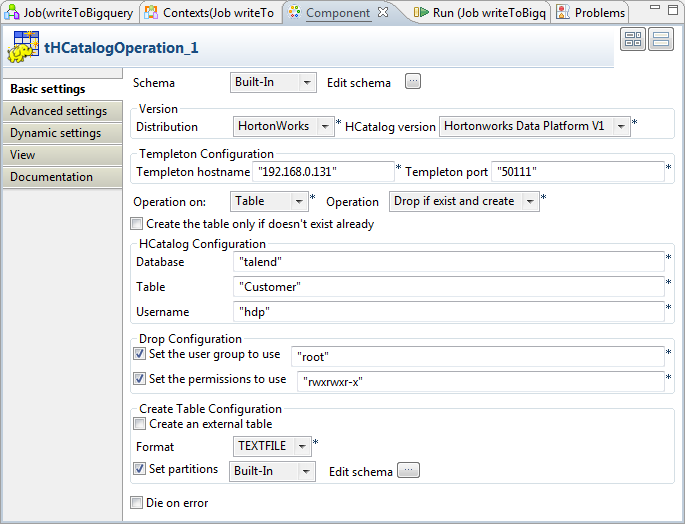 Job(writeToBigquery Contexts(Job writeTo Component Run (Job writeToBigq Problems
tHCatalogOperation_1
Basic settings
Advanced settings
Dynamic settings
View
Documentation
Schema Built-In Edit schema ...
Version
Distribution HortonWorks * HCatalog version Hortonworks Data Platform V1 *
Templeton Configuration
Templeton hostname "192.168.0.131" * Templeton port "50111" *
Operation on: Table * Operation Drop if exist and create *
Create the table only if doesn't exist already
HCatalog Configuration
Database "talend" *
Table "Customer" *
Username "hdp" *
Drop Configuration
Set the user group to use "root" *
Set the permissions to use "rwxrwxr-x" *
Create Table Configuration
Create an external table
Format TEXTFILE *
Set partitions Built-In Edit schema ...
Die on error